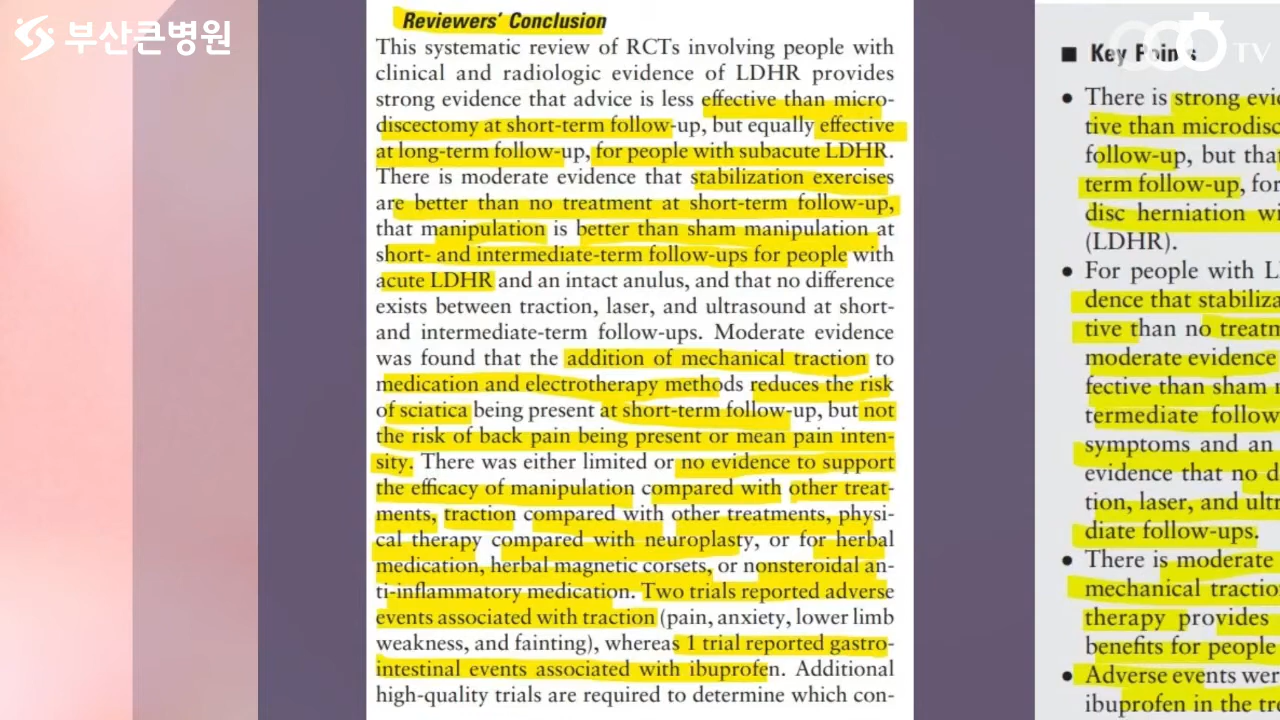 부산큰병원
TV
Reviewers' Conclusion
This systematic review of RCTs involving people with
clinical and radiologic evidence of LDHR provides
strong evidence that advice is less effective than micro-
discectomy at short-term follow-up, but equally effective
at long-term follow-up, for people with subacute LDHR.
There is moderate evidence that stabilization exercises
are better than no treatment at short-term follow-up,
that manipulation is better than sham manipulation at
short- and intermediate-term follow-ups for people with
acute LDHR and an intact anulus, and that no difference
exists between traction, laser, and ultrasound at short-
and intermediate-term follow-ups. Moderate evidence
was found that the addition of mechanical traction to
medication and electrotherapy methods reduces the risk
of sciatica being present at short-term follow-up, but not
the risk of back pain being present or mean pain inten-
sity. There was either limited or no evidence to support
the efficacy of manipulation compared with other treat-
ments, traction compared with other treatments, physi-
cal therapy compared with neuroplasty, or for herbal
medication, herbal magnetic corsets, or nonsteroidal an-
ti-inflammatory medication. Two trials reported adverse
events associated with traction (pain, anxiety, lower limb
weakness, and fainting), whereas 1 trial reported gastro-
intestinal events associated with ibuprofen. Additional
high-quality trials are required to determine which con-
■ Key Points
● There is strong evi
tive than microdisc
follow-up, but that
term follow-up, for
disc herniation wi
(LDHR).
● For people with L
dence that stabiliza
tive than no treatm
moderate evidence
fective than sham
termediate follow
symptoms and an
evidence that no d
tion, laser, and ultr
diate follow-ups.
● There is moderate
mechanical tractio
therapy provides
benefits for people
● Adverse events wer
ibuprofen in the tre